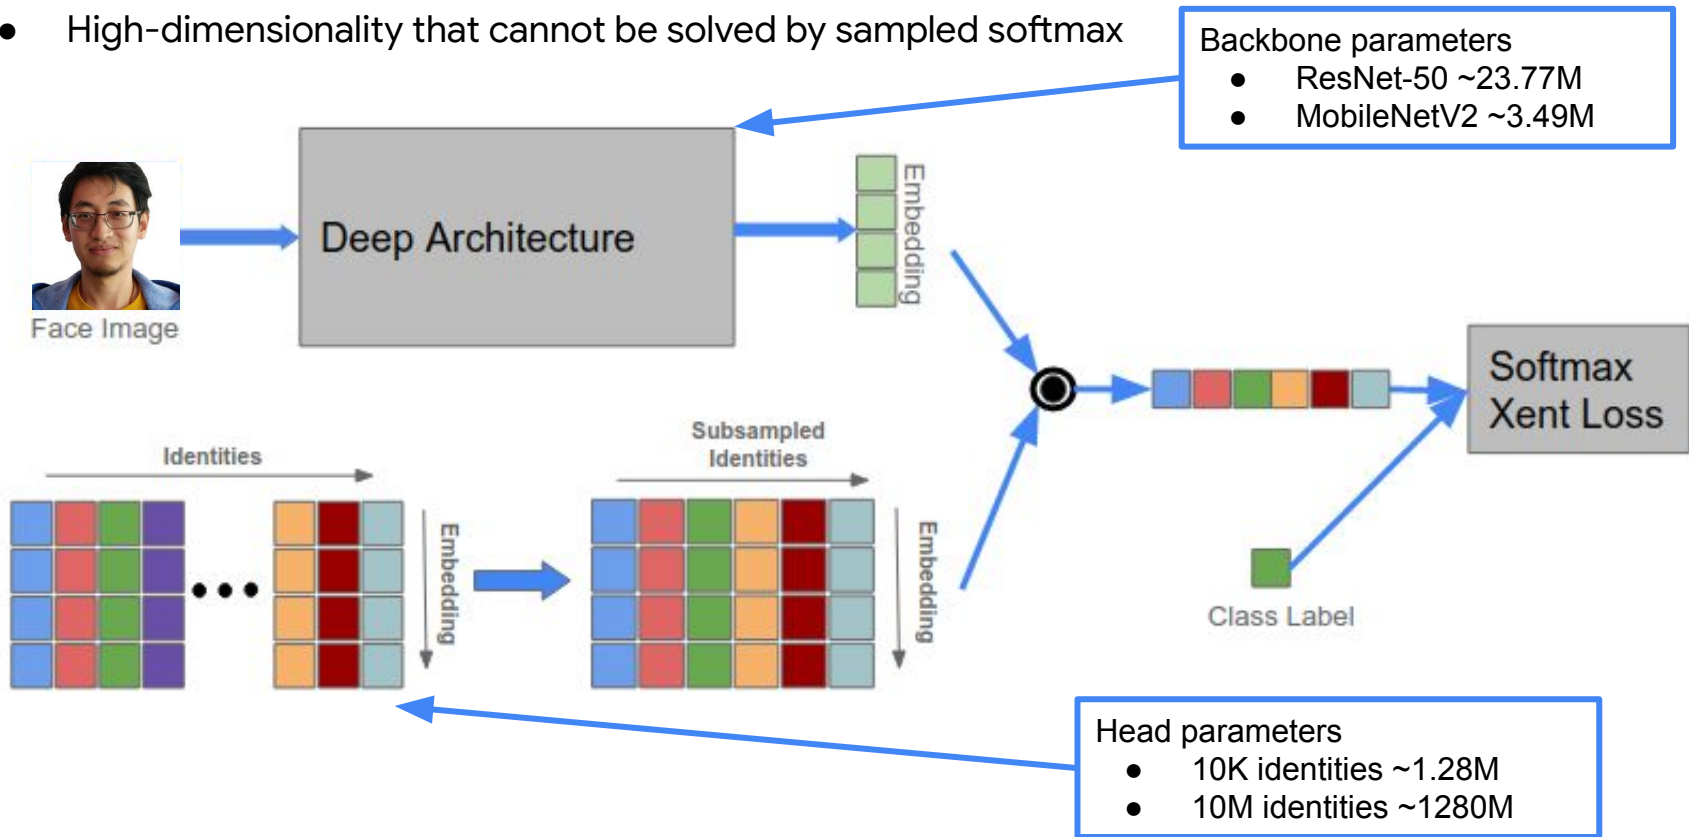 ● High-dimensionality that cannot be solved by sampled softmax
Backbone parameters
● ResNet-50 ~23.77M
● MobileNetV2 ~3.49M
Deep Architecture
Embedding
Face Image
Softmax
Xent Loss
Identities
Embedding
Subsampled
Identities
Embedding
Class Label
Head parameters
● 10K identities ~1.28M
● 10M identities ~1280M